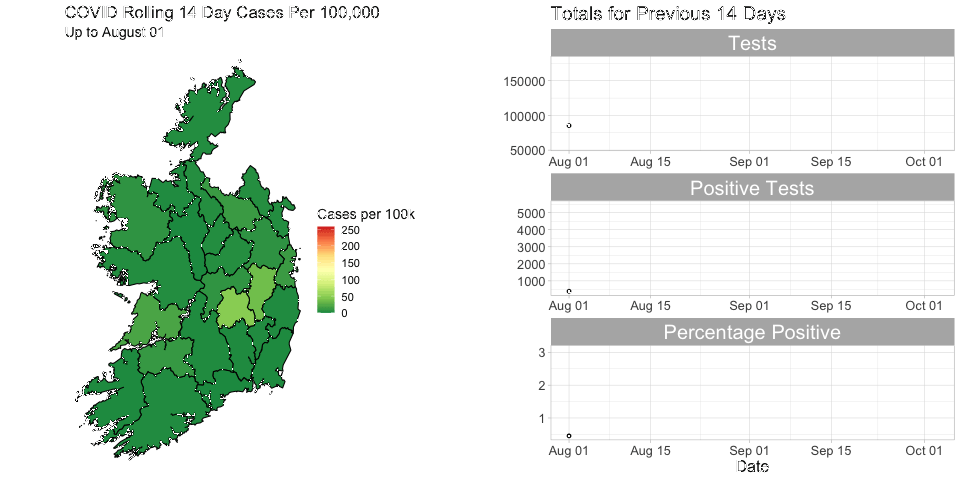 COVID Rolling 14 Day Cases Per 100,000
Up to August 01
Cases per 100k
250
200
150
100
50
0
Totals for Previous 14 Days
Tests
150000
100000
50000
Aug 01 Aug 15 Sep 01 Sep 15 Oct 01
Positive Tests
5000
4000
3000
2000
1000
Aug 01 Aug 15 Sep 01 Sep 15 Oct 01
Percentage Positive
3
2
1
Aug 01 Aug 15 Sep 01 Sep 15 Oct 01
Date